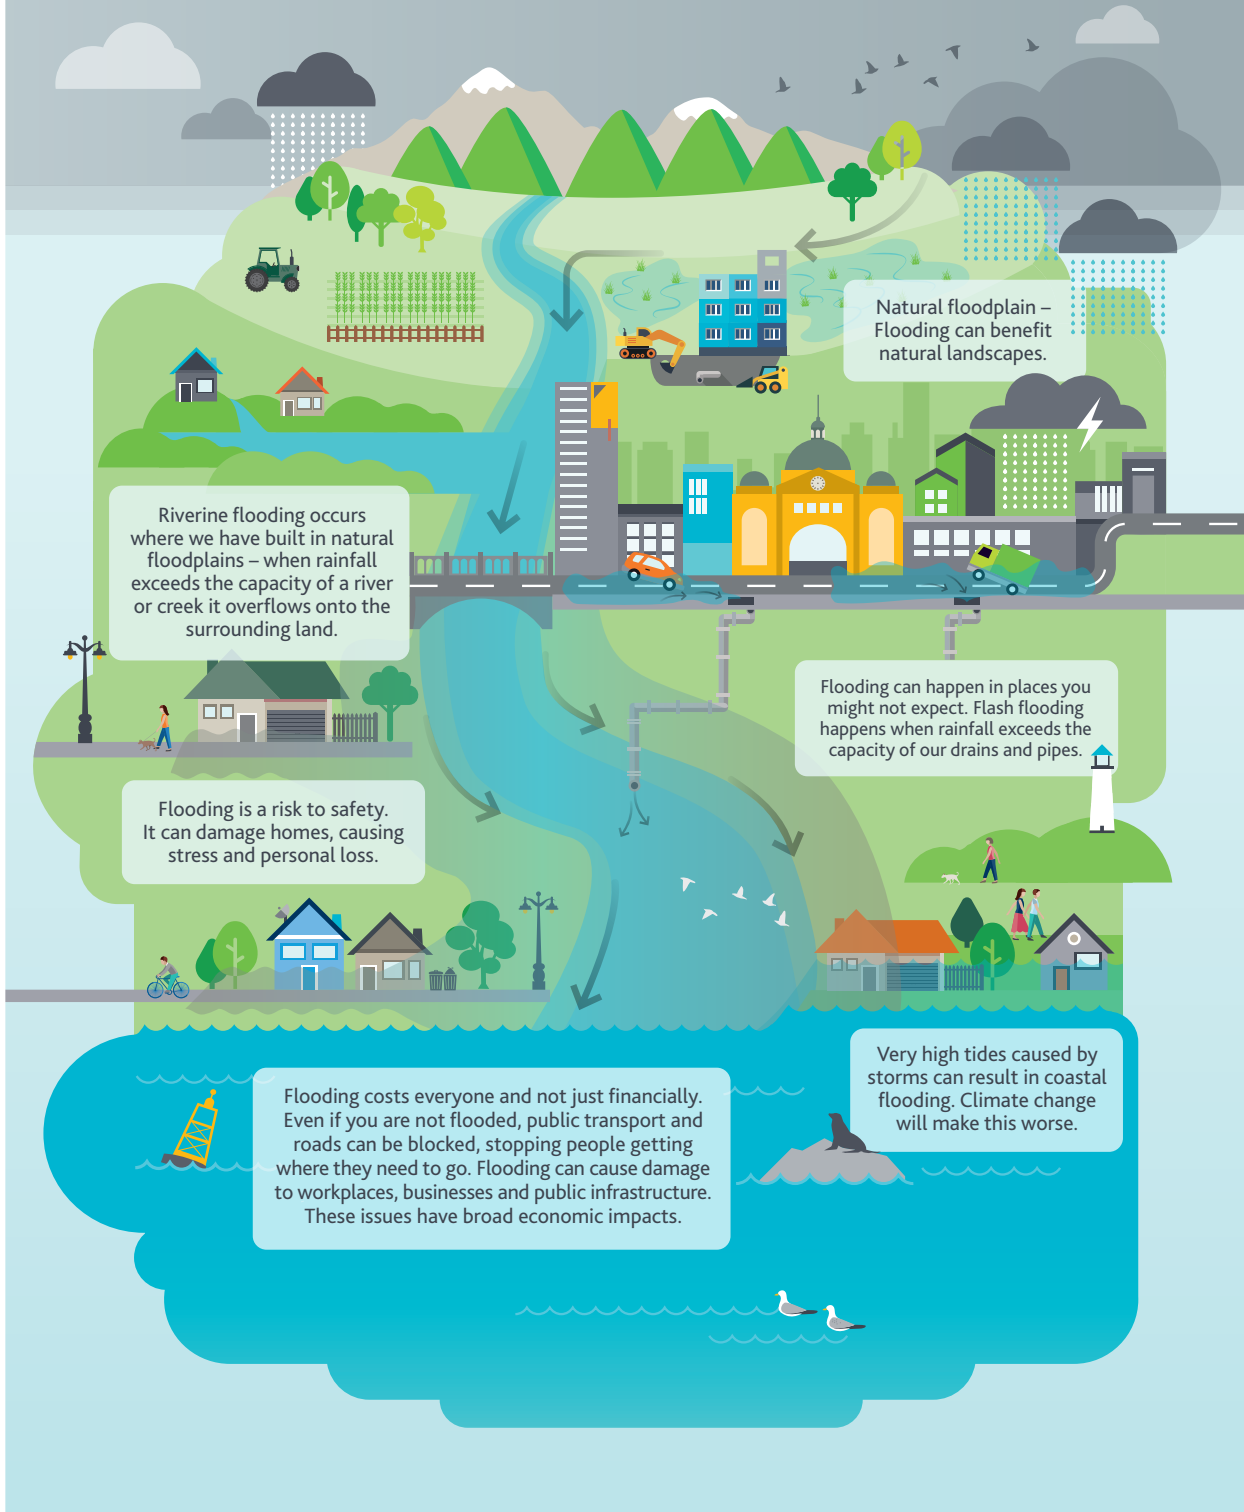 Natural floodplain –
Flooding can benefit
natural landscapes.
Riverine flooding occurs
where we have built in natural
floodplains – when rainfall
exceeds the capacity of a river
or creek it overflows onto the
surrounding land.
Flooding can happen in places you
might not expect. Flash flooding
happens when rainfall exceeds the
capacity of our drains and pipes.
Flooding is a risk to safety.
It can damage homes, causing
stress and personal loss.
Very high tides caused by
storms can result in coastal
flooding. Climate change
will make this worse.
Flooding costs everyone and not just financially.
Even if you are not flooded, public transport and
roads can be blocked, stopping people getting
where they need to go. Flooding can cause damage
to workplaces, businesses and public infrastructure.
These issues have broad economic impacts.